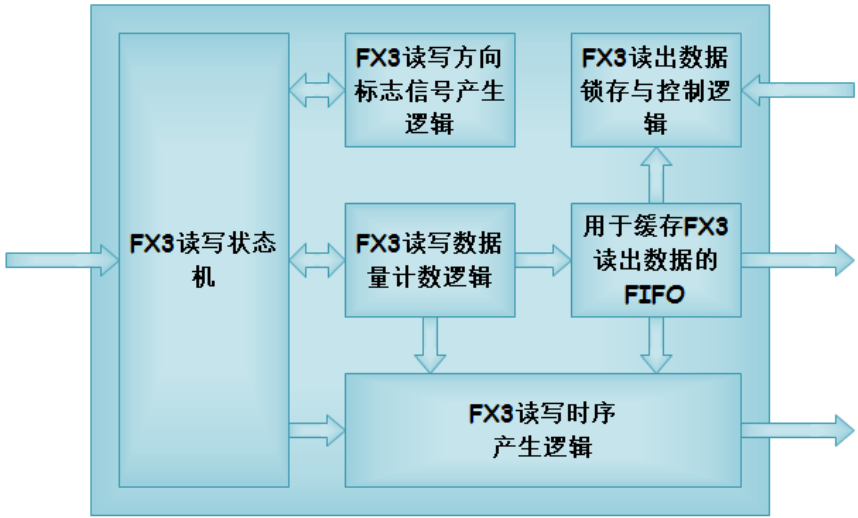 FX3读写方向
标志信号产生
逻辑
FX3读出数据
锁存与控制逻
辑
FX3读写状态
机
FX3读写数据
量计数逻辑
用于缓存FX3
读出数据的
FIFO
FX3读写时序
产生逻辑